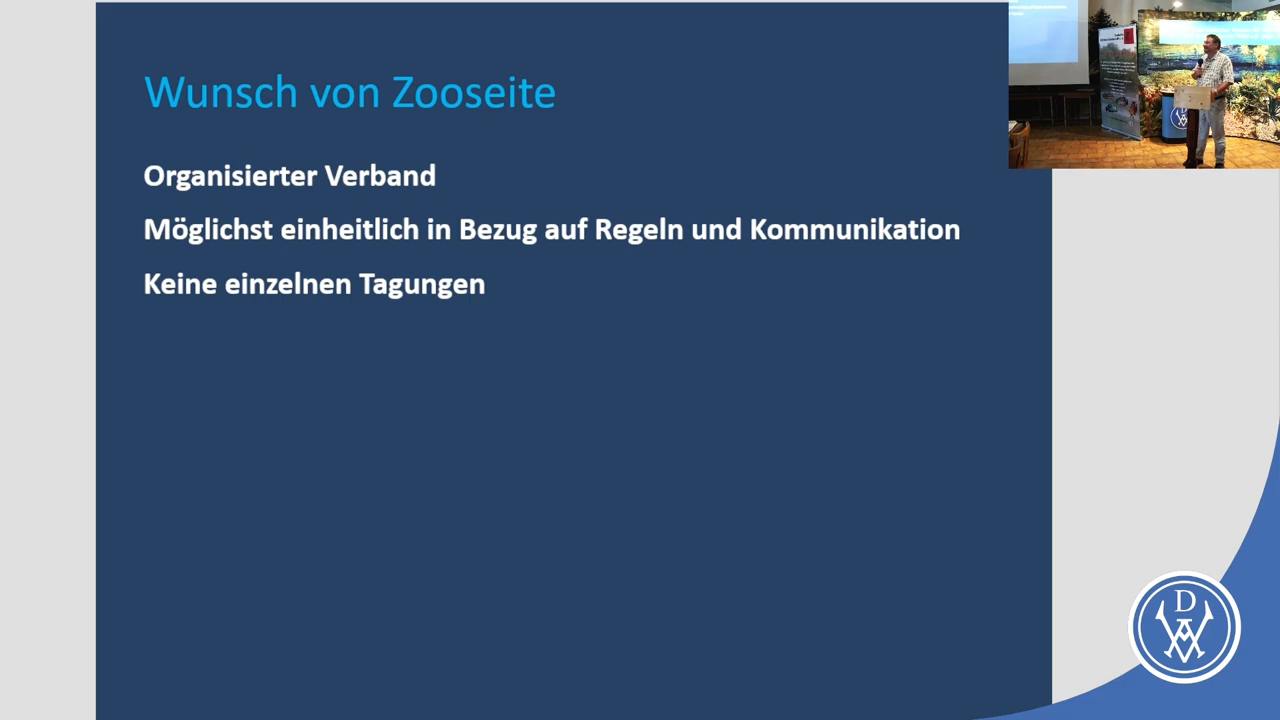 Wunsch von Zooseite
Organisierter Verband
Möglichst einheitlich in Bezug auf Regeln und Kommunikation
Keine einzelnen Tagungen